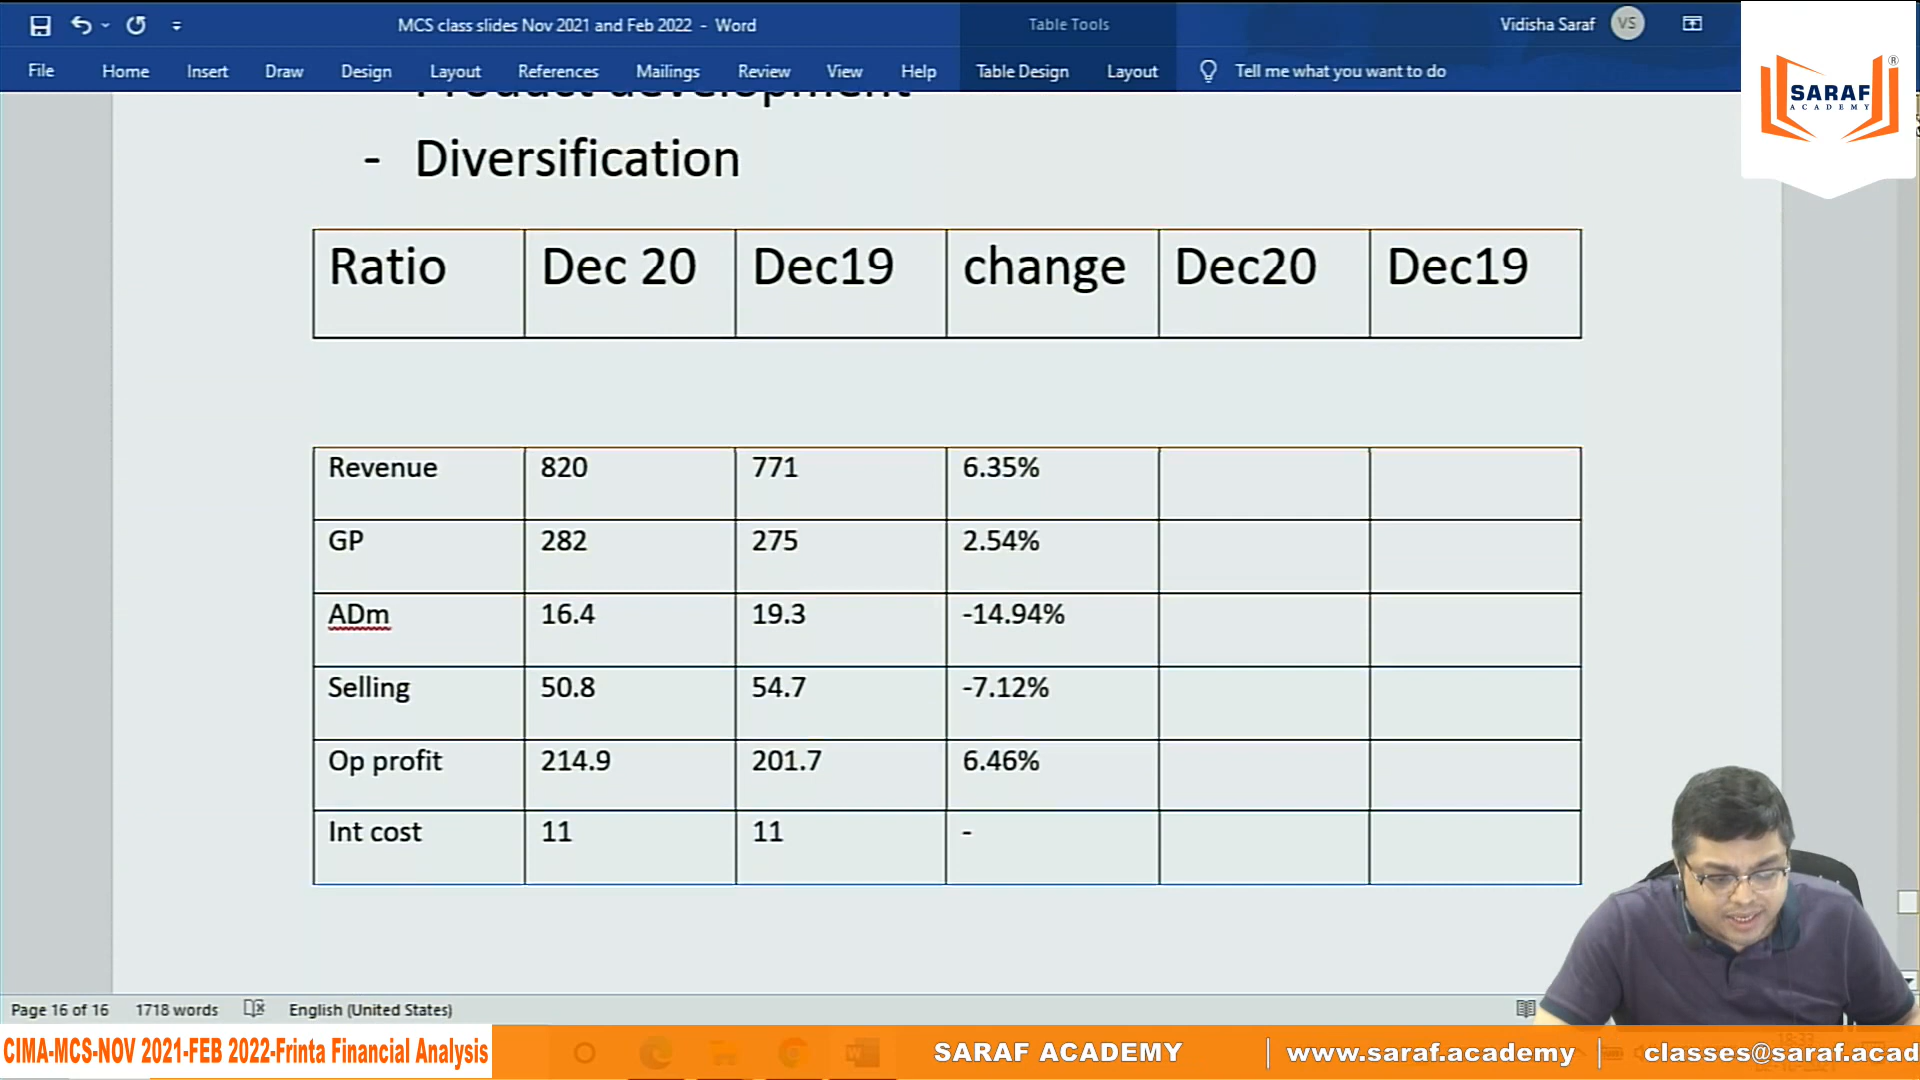 MCS class slides Nov 2021 and Feb 2022 - Word
Table Tools
Vidisha Saraf
VS
File Home Insert Draw Design Layout References Mailings Review View Help Table Design Layout Tell me what you want to do
SARAF
ACADEMY
®
Product development
- Diversification
Ratio Dec 20 Dec19 change Dec20 Dec19
Revenue 820 771 6.35%
GP 282 275 2.54%
ADm 16.4 19.3 -14.94%
Selling 50.8 54.7 -7.12%
Op profit 214.9 201.7 6.46%
Int cost 11 11 -
Page 16 of 16 1718 words English (United States)
CIMA-MCS-NOV 2021-FEB 2022-Frinta Financial Analysis
SARAF ACADEMY | www.saraf.academy | classes@saraf.acad